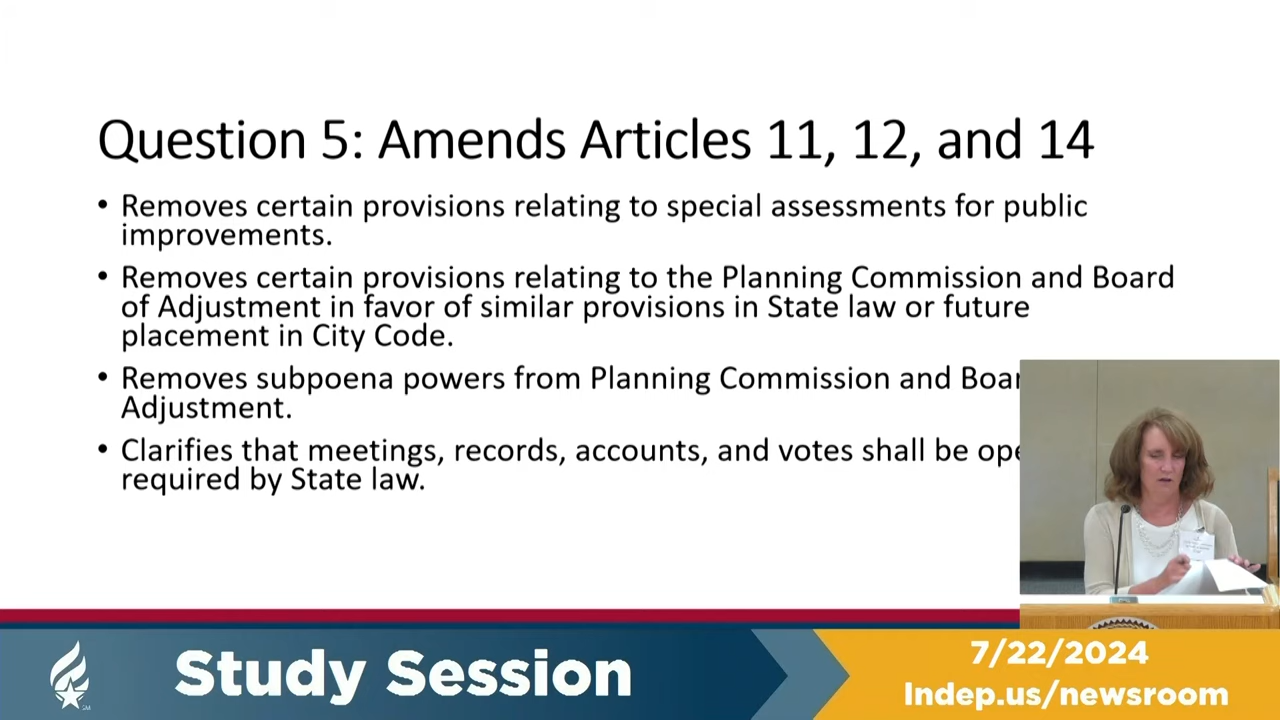 Question 5: Amends Articles 11, 12, and 14
• Removes certain provisions relating to special assessments for public
improvements.
• Removes certain provisions relating to the Planning Commission and Board
of Adjustment in favor of similar provisions in State law or future
placement in City Code.
• Removes subpoena powers from Planning Commission and Boar
Adjustment.
• Clarifies that meetings, records, accounts, and votes shall be ope
required by State law.
Study Session
7/22/2024
Indep.us/newsroom